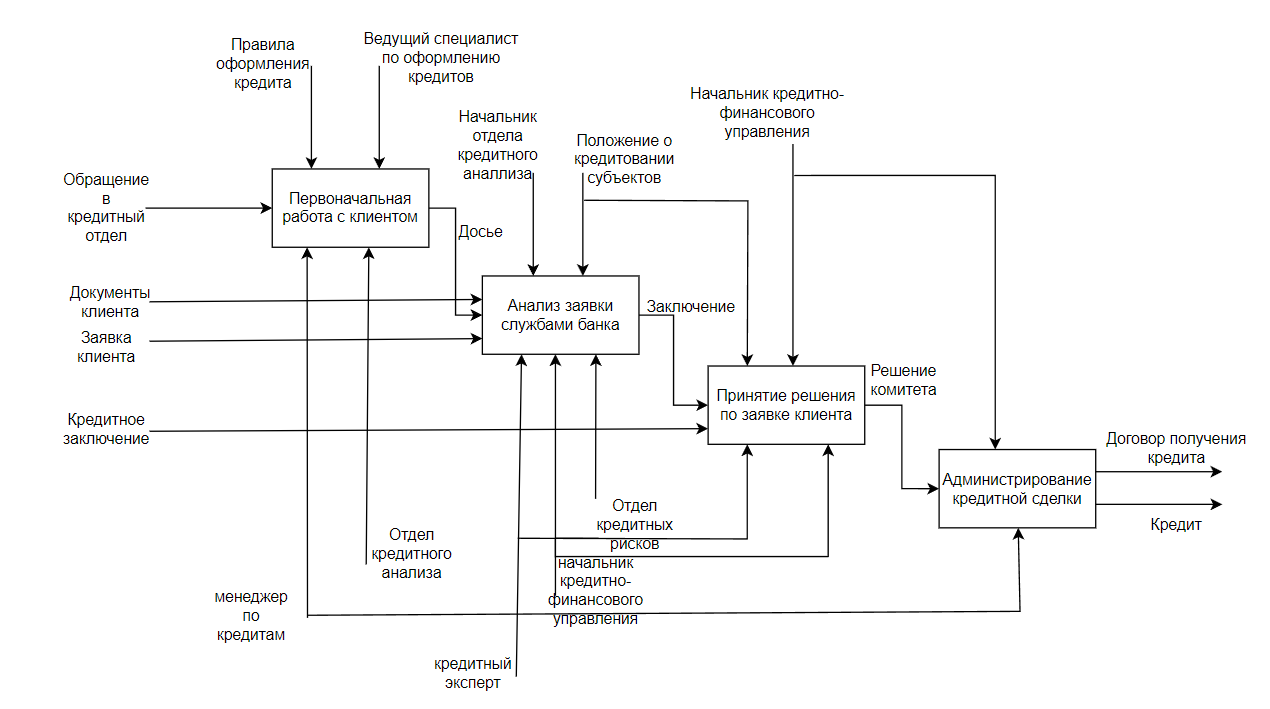 Правила
оформления
кредита
Ведущий специалист
по оформлению
кредитов
Начальник кредитно-
финансового
управления
Начальник
отдела
кредитного
аналлиза
Положение о
кредитовании
субъектов
Обращение
в
кредитный
отдел
Первоначальная
работа с клиентом
Досье
Документы
клиента
Заявка
клиента
Анализ заявки
службами банка
Заключение
Кредитное
заключение
Принятие решения
по заявке клиента
Решение
комитета
Администрирование
кредитной сделки
Договор получения
кредита
Кредит
Отдел
кредитных
рисков
Отдел
кредитного
анализа
начальник
кредитно-
финансового
управления
менеджер
по
кредитам
кредитный
эксперт